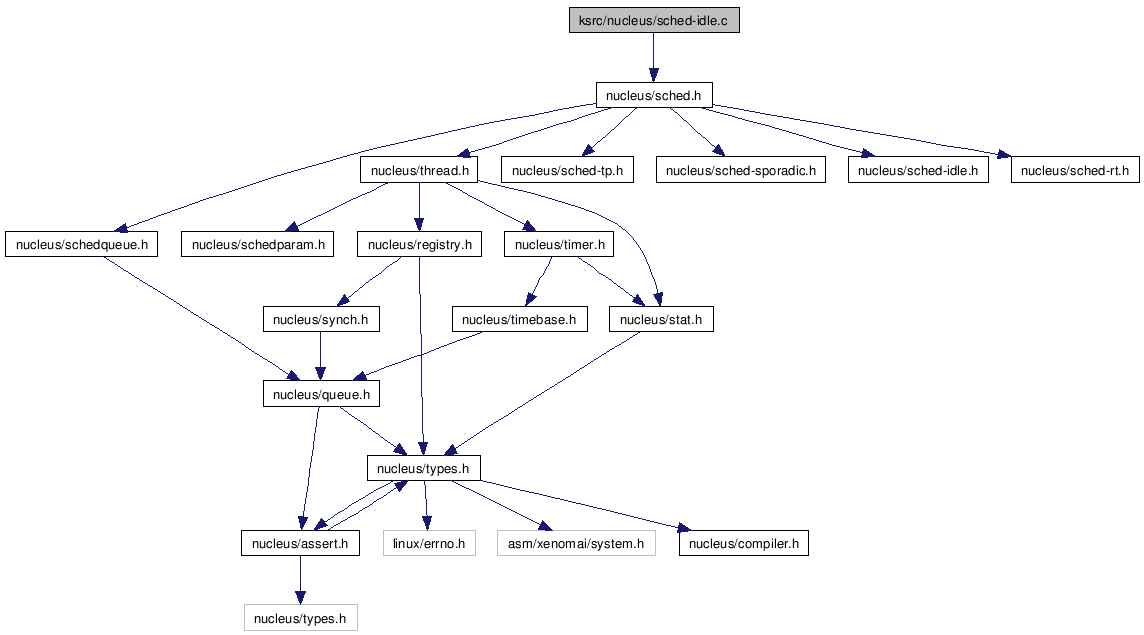 ksrc/nucleus/sched-idle.c
nucleus/sched.h
nucleus/thread.h
nucleus/sched-tp.h
nucleus/sched-sporadic.h
nucleus/sched-idle.h
nucleus/sched-rt.h
nucleus/schedqueue.h
nucleus/schedparam.h
nucleus/registry.h
nucleus/timer.h
nucleus/synch.h
nucleus/timebase.h
nucleus/stat.h
nucleus/queue.h
nucleus/types.h
nucleus/assert.h
linux/errno.h
asm/xenomai/system.h
nucleus/compiler.h
nucleus/types.h